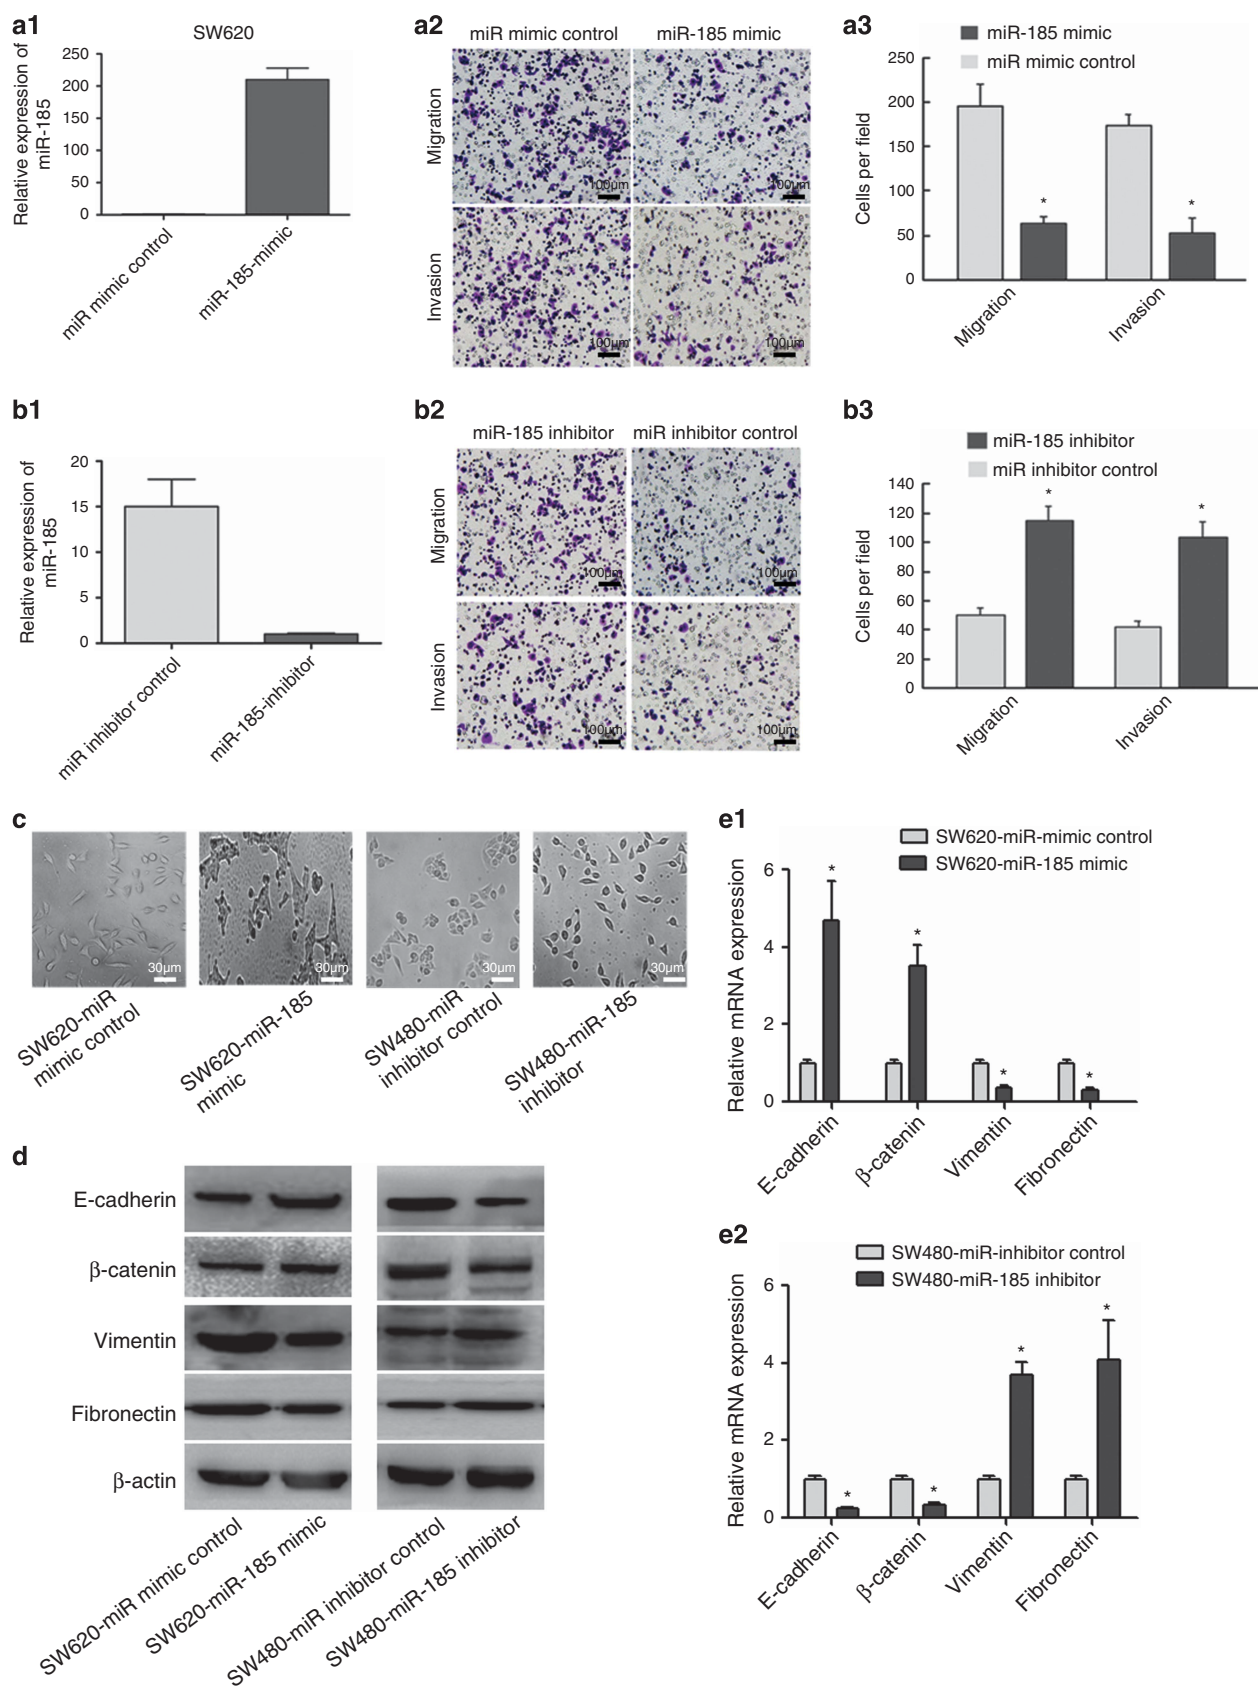 a1
SW620
Relative expression of
miR-185
250
200
150
100
50
0
miR mimic control
miR-185-mimic
a2
miR mimic control
miR-185 mimic
Migration
Invasion
100µm
100µm
100µm
100µm
a3
miR-185 mimic
miR mimic control
Cells per field
250
200
150
100
50
0
*
*
Migration
Invasion
b1
Relative expression of
miR-185
20
15
10
5
0
miR inhibitor control
miR-185-inhibitor
b2
miR-185 inhibitor
miR inhibitor control
Migration
Invasion
100µm
100µm
100µm
100µm
b3
miR-185 inhibitor
miR inhibitor control
Cells per field
140
120
100
80
60
40
20
0
*
*
Migration
Invasion
c
30µm
30µm
30µm
30µm
SW620-miR
mimic control
SW620-miR-185
mimic
SW480-miR
inhibitor control
SW480-miR-185
inhibitor
d
E-cadherin
β-catenin
Vimentin
Fibronectin
β-actin
SW620-miR mimic control
SW620-miR-185 mimic
SW480-miR inhibitor control
SW480-miR-185 inhibitor
e1
SW620-miR-mimic control
SW620-miR-185 mimic
Relative mRNA expression
6
4
2
0
*
*
*
*
E-cadherin
β-catenin
Vimentin
Fibronectin
e2
SW480-miR-inhibitor control
SW480-miR-185 inhibitor
Relative mRNA expression
6
4
2
0
*
*
*
*
E-cadherin
β-catenin
Vimentin
Fibronectin